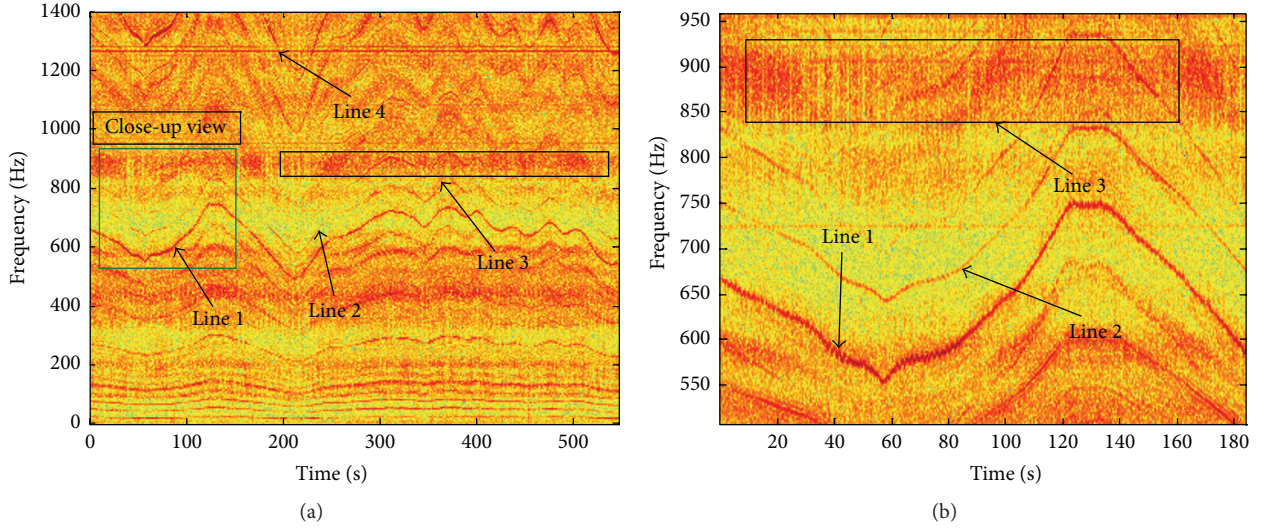 1400
1200
1000
800
600
400
200
0
Frequency (Hz)
0
100
200
300
400
500
Time (s)
Line 4
Close-up view
Line 3
Line 2
Line 1
(a)
950
900
850
800
750
700
650
600
550
Frequency (Hz)
20
40
60
80
100
120
140
160
180
Time (s)
Line 3
Line 1
Line 2
(b)